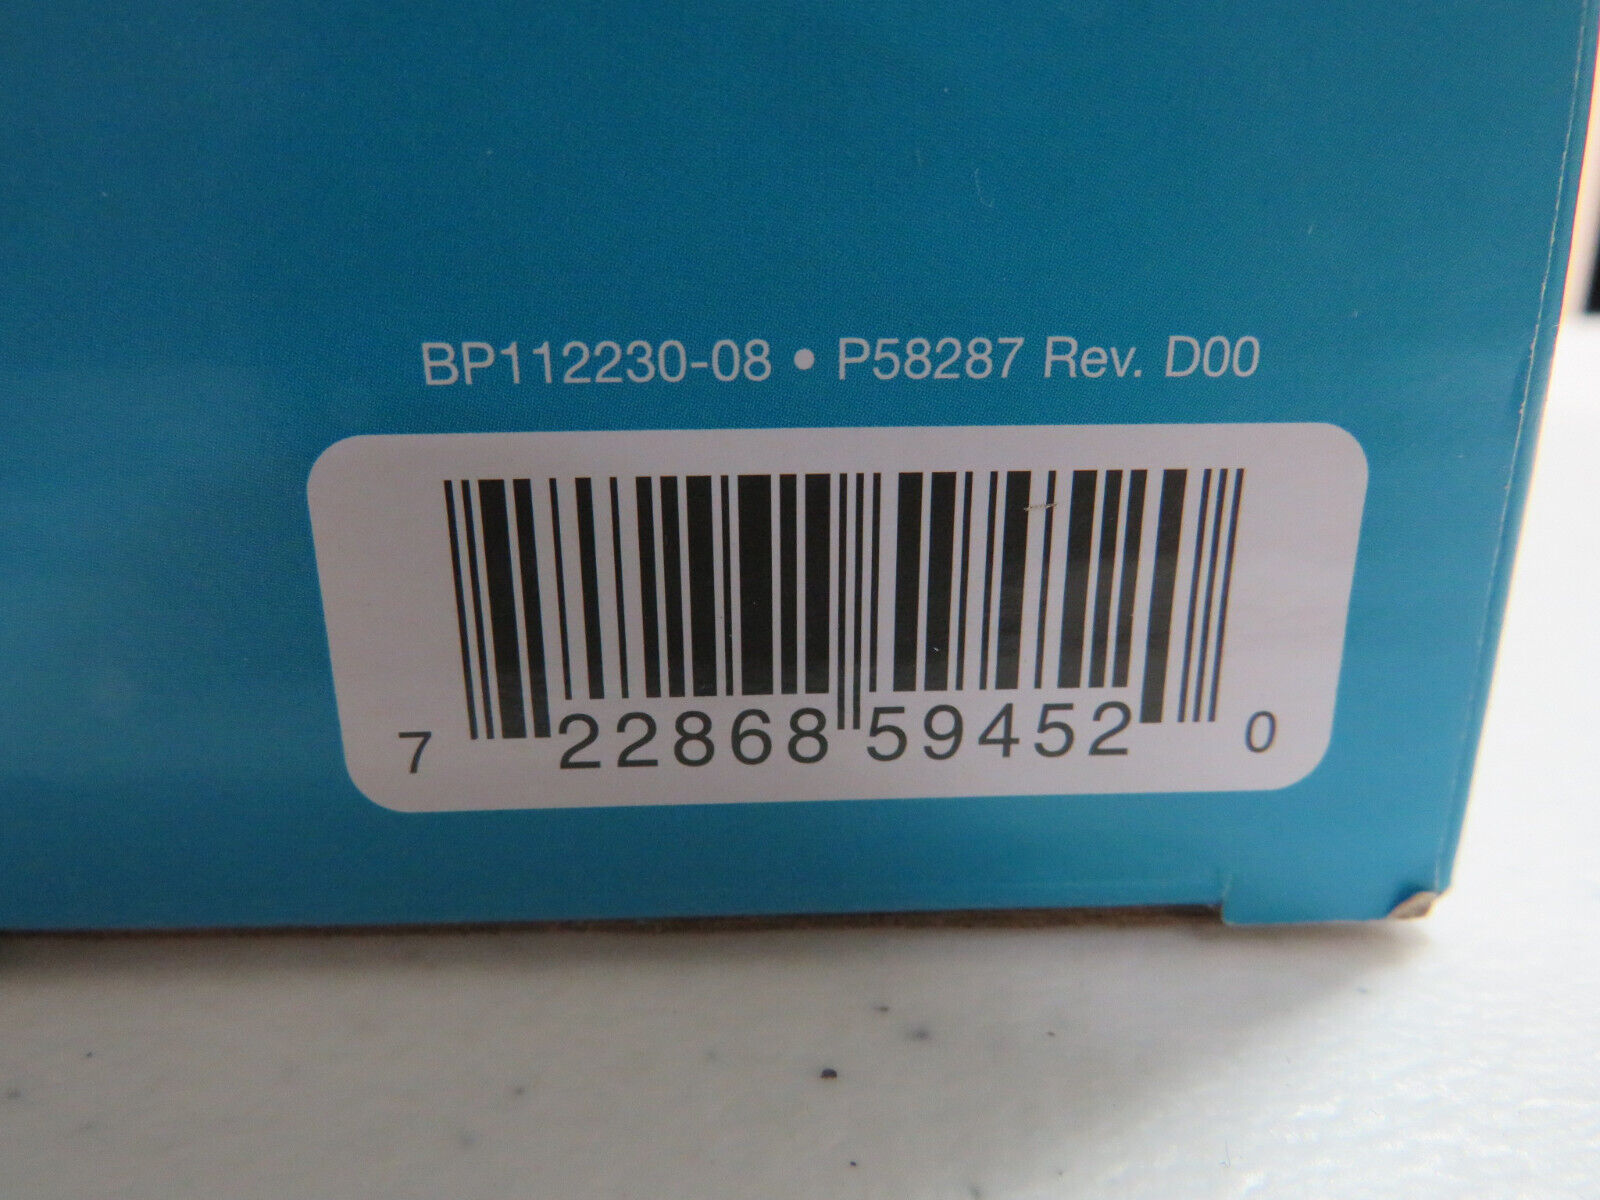 BP112230-08 • P58287 Rev. D00
7 22868 59452 0